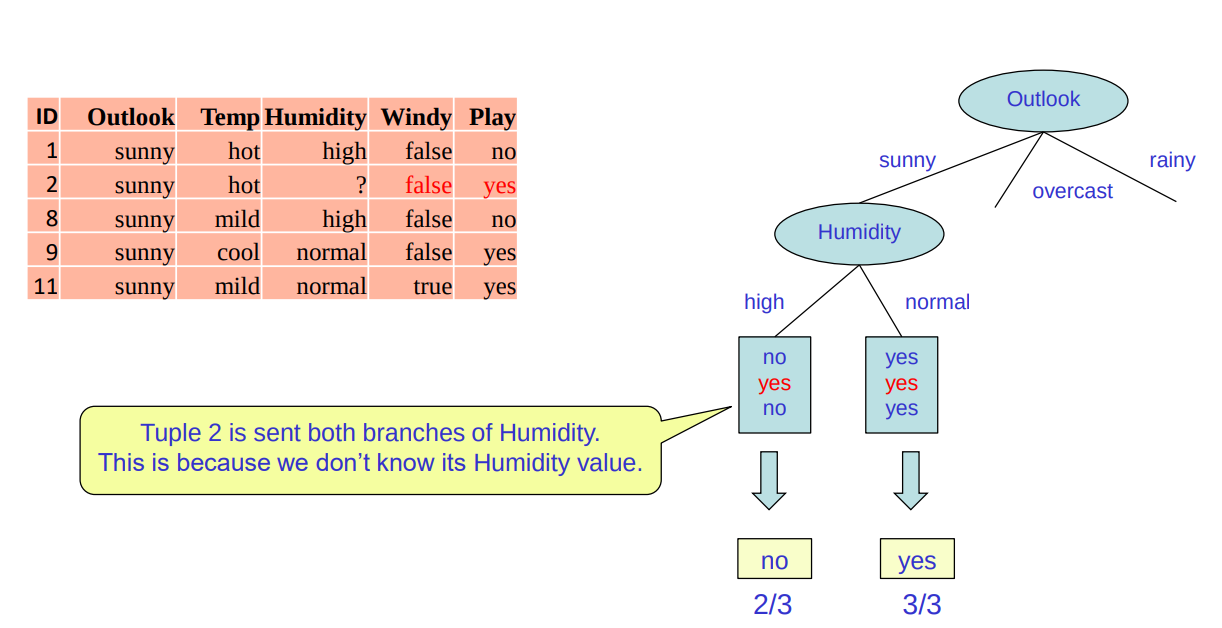 ID Outlook Temp Humidity Windy Play
1 sunny hot high false no
2 sunny hot ? false yes
8 sunny mild high false no
9 sunny cool normal false yes
11 sunny mild normal true yes
Outlook
sunny
rainy
overcast
Humidity
high
normal
no
yes
no
yes
yes
yes
Tuple 2 is sent both branches of Humidity.
This is because we don’t know its Humidity value.
no
yes
2/3
3/3